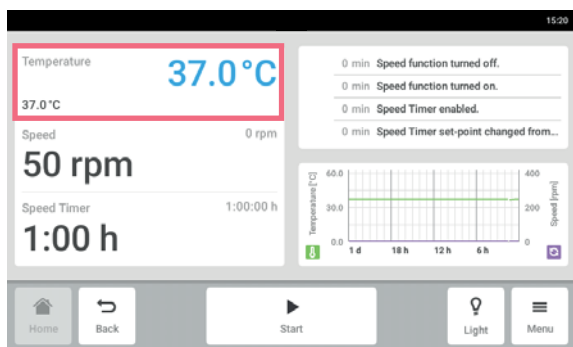 15:20
Temperature
37.0°C
37.0°C
Speed
0 rpm
50 rpm
Speed Timer
1:00:00 h
1:00 h
0 min Speed function turned off.
0 min Speed function turned on.
0 min Speed Timer enabled.
0 min Speed Timer set-point changed from...
Temperature [°C]
60.0
30.0
0.0
1 d
18 h
12 h
6 h
400
200
0
Speed [rpm]
Home
Back
Start
Light
Menu